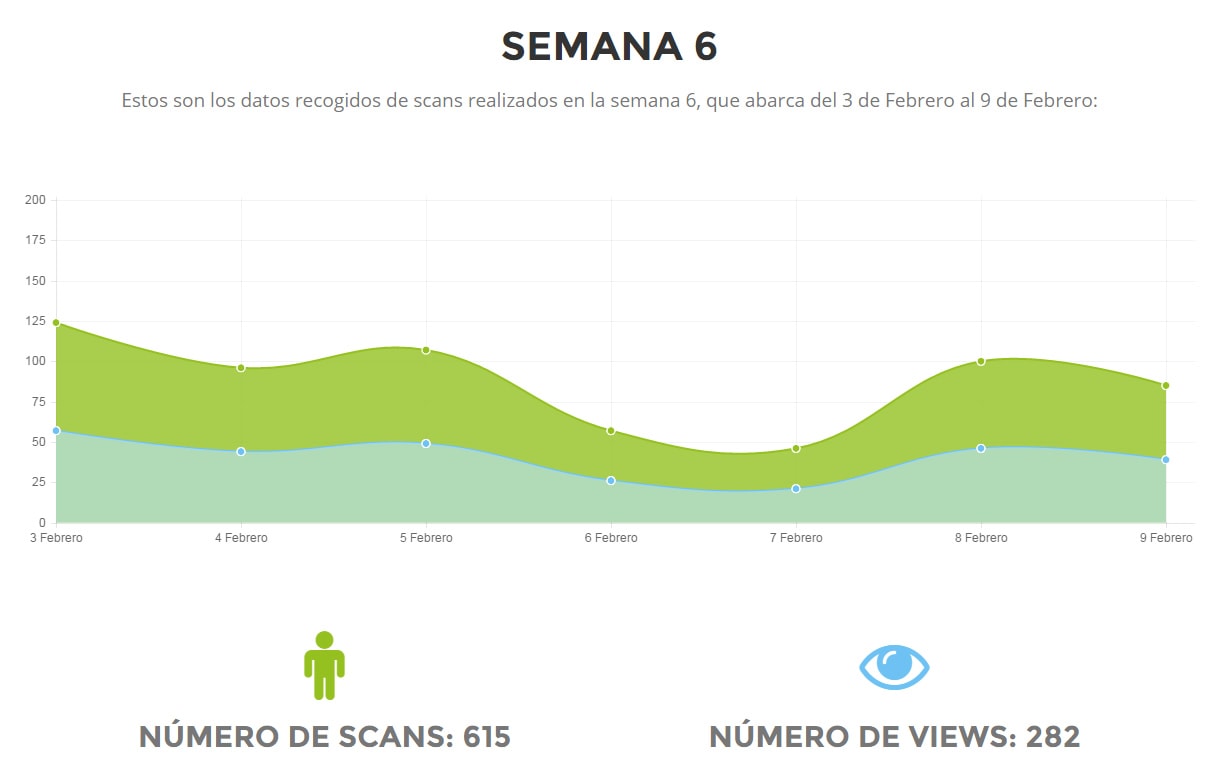 SEMANA 6
Estos son los datos recogidos de scans realizados en la semana 6, que abarca del 3 de Febrero al 9 de Febrero:
200
175
150
125
100
75
50
25
0
3 Febrero 4 Febrero 5 Febrero 6 Febrero 7 Febrero 8 Febrero 9 Febrero
NÚMERO DE SCANS: 615 NÚMERO DE VIEWS: 282